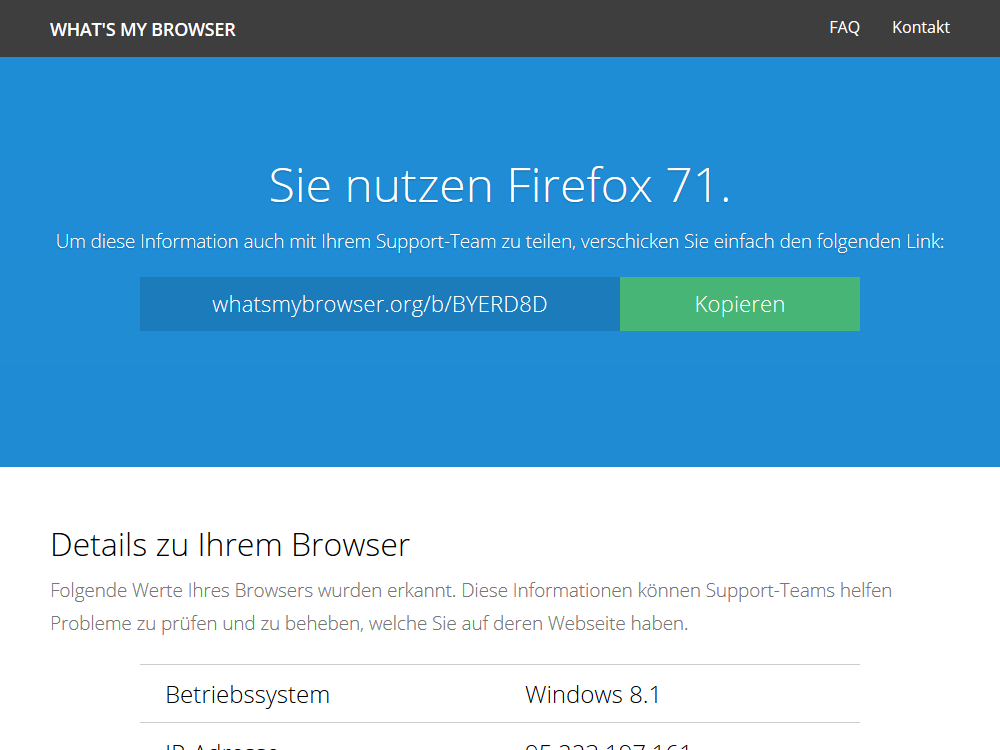 WHAT'S MY BROWSER
FAQ
Kontakt
Sie nutzen Firefox 71.
Um diese Information auch mit Ihrem Support-Team zu teilen, verschicken Sie einfach den folgenden Link:
whatsmybrowser.org/b/BYERD8D
Kopieren
Details zu Ihrem Browser
Folgende Werte Ihres Browsers wurden erkannt. Diese Informationen können Support-Teams helfen
Probleme zu prüfen und zu beheben, welche Sie auf deren Webseite haben.
Betriebssystem
Windows 8.1
IP-Adresse